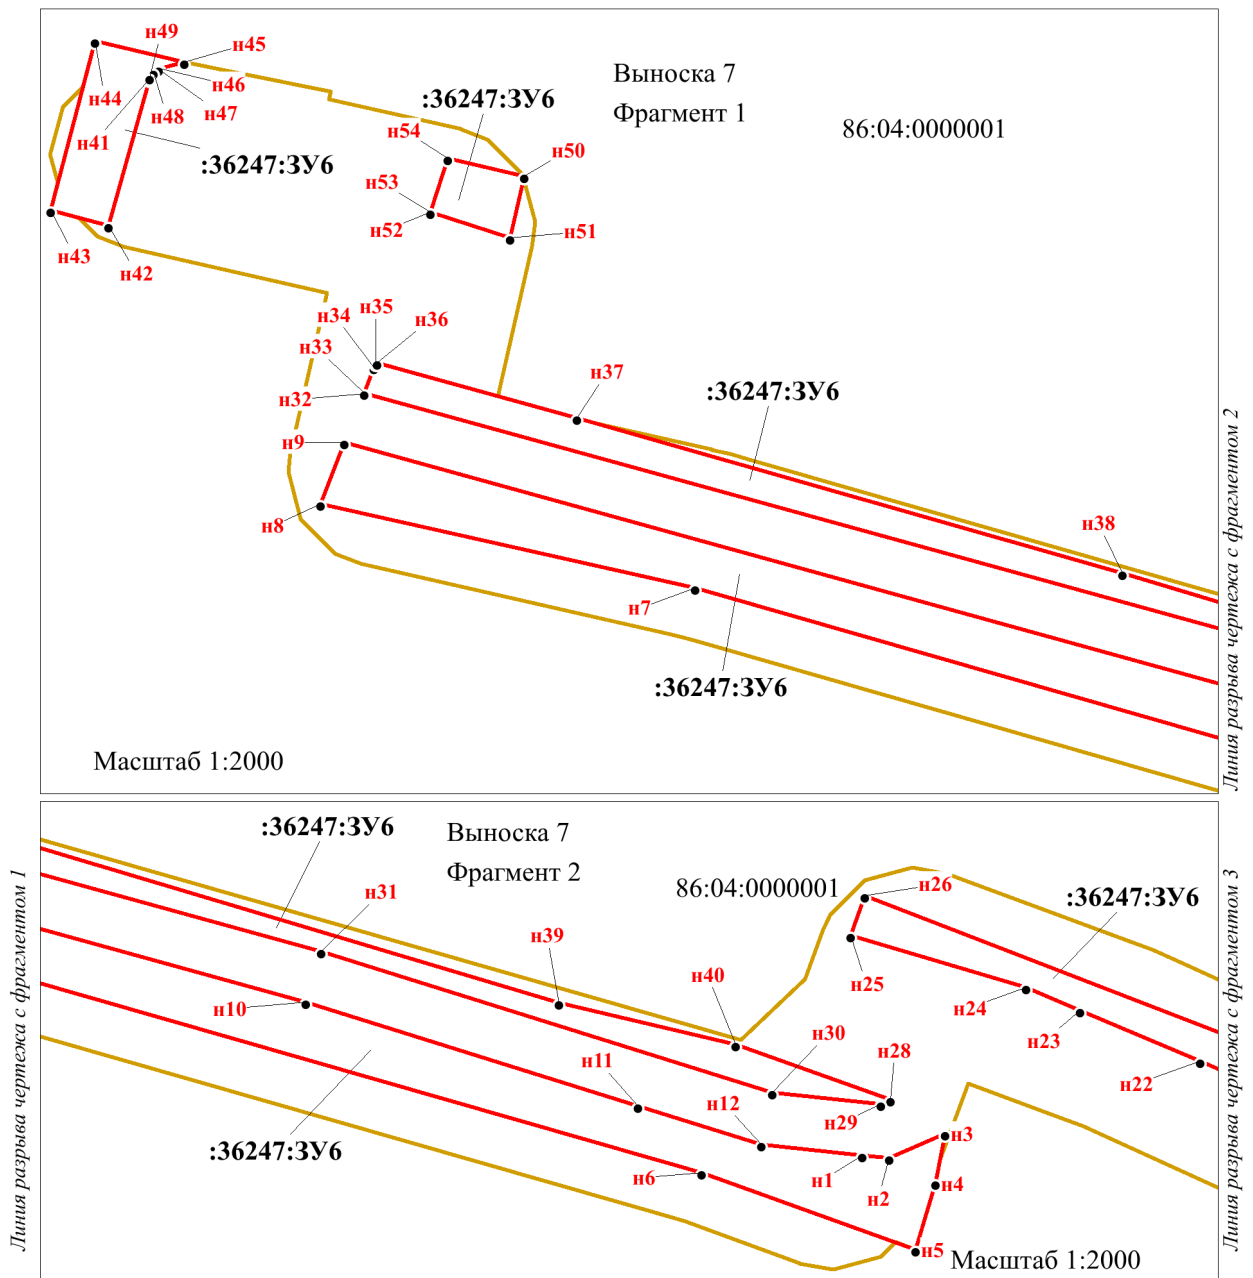 н49
н45
Выноска 7
Фрагмент 1
86:04:0000001
н44
н46
н47
н48
н41
:36247:ЗУ6
:36247:ЗУ6
н54
н50
н53
н52
н51
н43
н42
н35
н34
н36
н33
н32
н37
:36247:ЗУ6
н9
н8
н38
н7
:36247:ЗУ6
Масштаб 1:2000
Линия разрыва чертежа с фрагментом 2
Линия разрыва чертежа с фрагментом 1
:36247:ЗУ6
Выноска 7
Фрагмент 2
86:04:0000001
н26
:36247:ЗУ6
н31
н39
н40
н25
н24
н23
н22
н10
н30
н28
н11
н12
н29
н3
н1
н2
н4
:36247:ЗУ6
н6
н5
Масштаб 1:2000
Линия разрыва чертежа с фрагментом 3